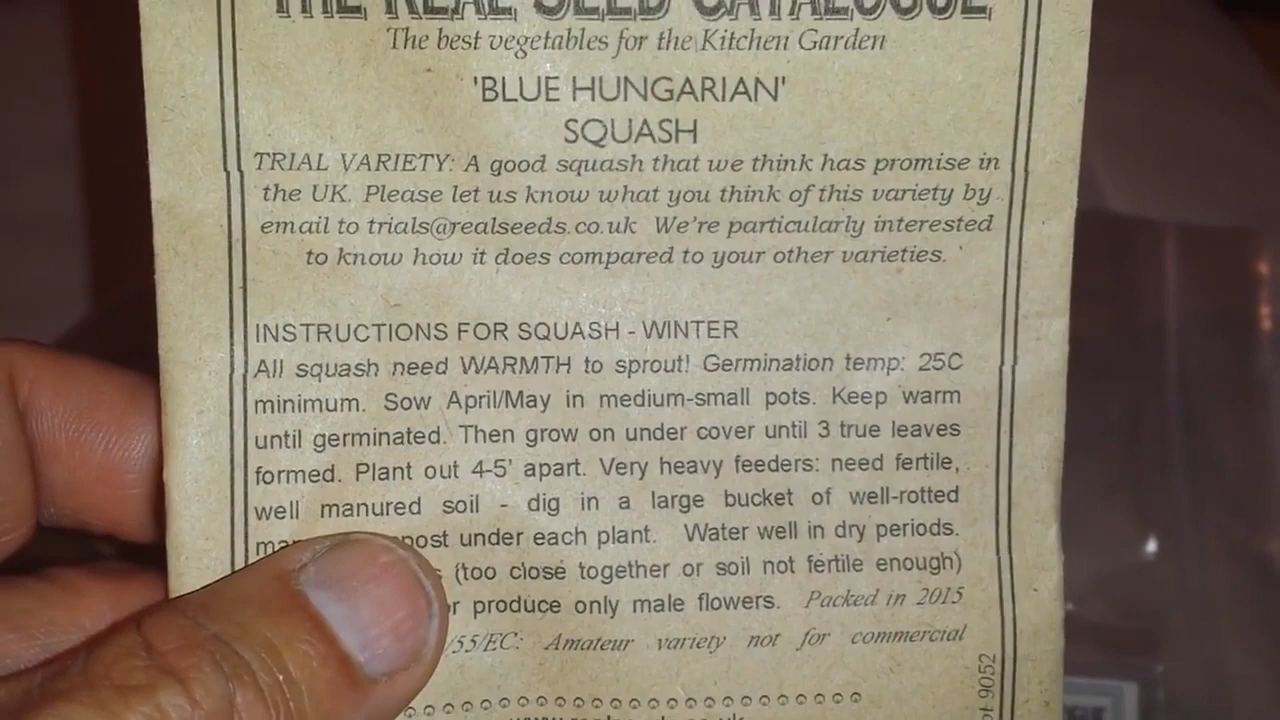 THE REAL SEED CATALOGUE
The best vegetables for the Kitchen Garden
'BLUE HUNGARIAN'
SQUASH
TRIAL VARIETY: A good squash that we think has promise in
the UK. Please let us know what you think of this variety by
email to trials@realseeds.co.uk We're particularly interested
to know how it does compared to your other varieties.
INSTRUCTIONS FOR SQUASH - WINTER
All squash need WARMTH to sprout! Germination temp: 25C
minimum. Sow April/May in medium-small pots. Keep warm
until germinated. Then grow on under cover until 3 true leaves
formed. Plant out 4-5' apart. Very heavy feeders: need fertile,
well manured soil - dig in a large bucket of well-rotted
under each plant. Water well in dry periods.
(too close together or soil not fertile enough)
produce only male flowers. Packed in 2015
/55/EC: Amateur variety not for commercial
9052